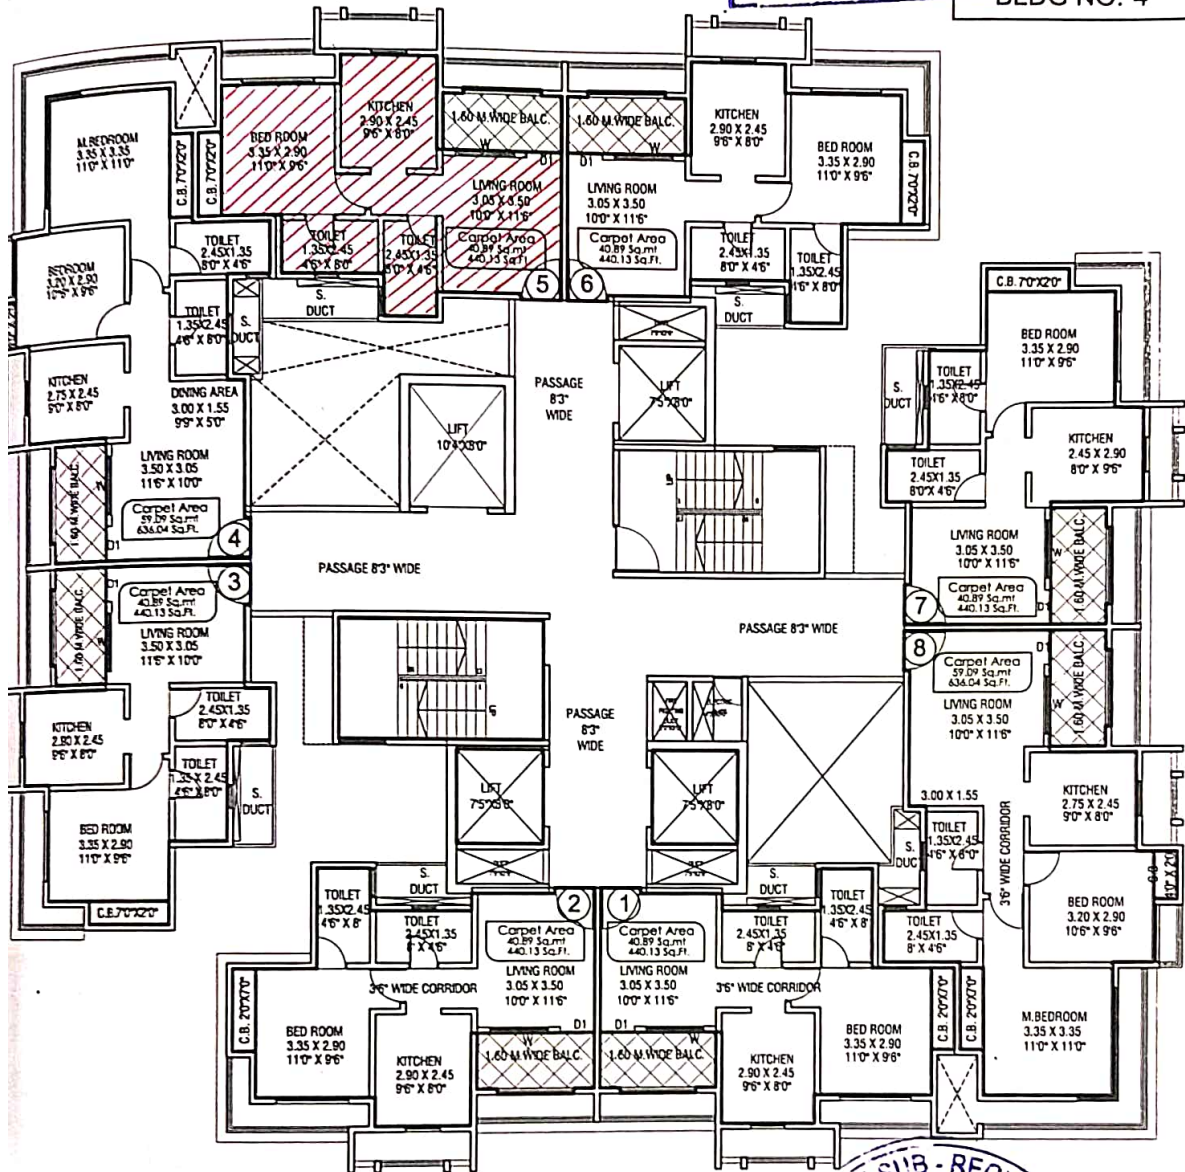 BLDG NO. 4
M.BEDROOM
3.35 X 3.35
11'0" X 11'0"
C.B. 7'0"X2'0"
C.B. 7'0"X2'0"
BED ROOM
3.35 X 2.90
11'0" X 9'6"
KITCHEN
2.90 X 2.45
9'6" X 8'0"
1.60 M.WIDE BALC.
W
D1
LIVING ROOM
3.05 X 3.50
10'0" X 11'6"
Carpet Area
40.89 Sq.mt
440.13 Sq.Ft.
TOILET
1.35X2.45
4'6" X 8'0"
TOILET
2.45X1.35
8'0" X 4'6"
5
S.
DUCT
1.60 M.WIDE BALC.
W
D1
KITCHEN
2.90 X 2.45
9'6" X 8'0"
BED ROOM
3.35 X 2.90
11'0" X 9'6"
C.B. 7'0"X2'0"
LIVING ROOM
3.05 X 3.50
10'0" X 11'6"
Carpet Area
40.89 Sq.mt
440.13 Sq.Ft.
6
TOILET
2.45X1.35
8'0" X 4'6"
TOILET
1.35X2.45
4'6" X 8'0"
S.
DUCT
BEDROOM
3.20 X 2.90
10'6" X 9'6"
TOILET
2.45X1.35
8'0" X 4'6"
TOILET
1.35X2.45
4'6" X 8'0"
S.
DUCT
KITCHEN
2.75 X 2.45
9'0" X 8'0"
DINING AREA
3.00 X 1.55
9'9" X 5'0"
LIVING ROOM
3.50 X 3.05
11'6" X 10'0"
Carpet Area
59.09 Sq.mt
636.04 Sq.Ft.
1.60 M.WIDE BALC.
W
D1
4
PASSAGE
8'3"
WIDE
LIFT
10'4"X8'0"
LIFT
7'5"X8'0"
PASSAGE 8'3" WIDE
C.B. 7'0"X2'0"
BED ROOM
3.35 X 2.90
11'0" X 9'6"
S.
DUCT
TOILET
1.35X2.45
4'6" X 8'0"
KITCHEN
2.45 X 2.90
8'0" X 9'6"
TOILET
2.45X1.35
8'0" X 4'6"
LIVING ROOM
3.05 X 3.50
10'0" X 11'6"
Carpet Area
40.89 Sq.mt
440.13 Sq.Ft.
W
1.60 M.WIDE BALC.
D1
7
3
D1
Carpet Area
40.89 Sq.mt
440.13 Sq.Ft.
LIVING ROOM
3.50 X 3.05
11'6" X 10'0"
1.60 M.WIDE BALC.
W
KITCHEN
2.90 X 2.45
9'6" X 8'0"
TOILET
2.45X1.35
8'0" X 4'6"
TOILET
1.35 X 2.45
4'6" X 8'0"
S.
DUCT
BED ROOM
3.35 X 2.90
11'0" X 9'6"
C.B. 7'0"X2'0"
PASSAGE 8'3" WIDE
PASSAGE
8'3"
WIDE
LIFT
7'5"X8'0"
LIFT
7'5"X8'0"
8
D1
Carpet Area
59.09 Sq.mt
636.04 Sq.Ft.
LIVING ROOM
3.05 X 3.50
10'0" X 11'6"
W
1.60 M.WIDE BALC.
3.00 X 1.55
KITCHEN
2.75 X 2.45
9'0" X 8'0"
3'6" WIDE CORRIDOR
S.
DUCT
TOILET
1.35X2.45
4'6" X 8'0"
BED ROOM
3.20 X 2.90
10'6" X 9'6"
TOILET
2.45X1.35
8' X 4'6"
M.BEDROOM
3.35 X 3.35
11'0" X 11'0"
C.B. 2'0"X7'0"
C.B. 2'0"X7'0"
TOILET
1.35X2.45
4'6" X 8'
S.
DUCT
TOILET
2.45X1.35
8' X 4'6"
2
Carpet Area
40.89 Sq.mt
440.13 Sq.Ft.
LIVING ROOM
3.05 X 3.50
10'0" X 11'6"
3'6" WIDE CORRIDOR
C.B. 2'0"X7'0"
BED ROOM
3.35 X 2.90
11'0" X 9'6"
KITCHEN
2.90 X 2.45
9'6" X 8'0"
D1
W
1.60 M.WIDE BALC.
1
Carpet Area
40.89 Sq.mt
440.13 Sq.Ft.
LIVING ROOM
3.05 X 3.50
10'0" X 11'6"
S.
DUCT
TOILET
2.45X1.35
8' X 4'6"
TOILET
1.35X2.45
4'6" X 8'
3'6" WIDE CORRIDOR
D1
W
1.60 M.WIDE BALC.
KITCHEN
2.90 X 2.45
9'6" X 8'0"
BED ROOM
3.35 X 2.90
11'0" X 9'6"
SUB - REG